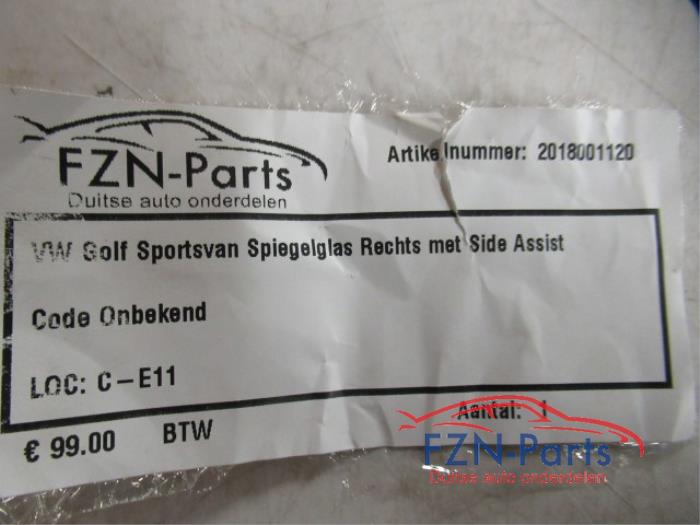 FZN-Parts
Duitse auto onderdelen
Artikelnummer: 2018001120
VW Golf Sportsvan Spiegelglas Rechts met Side Assist
Code Onbekend
LOC: C-E11
Aantal: 1
€ 99.00 BTW
FZN-Parts
Duitse auto onderdelen